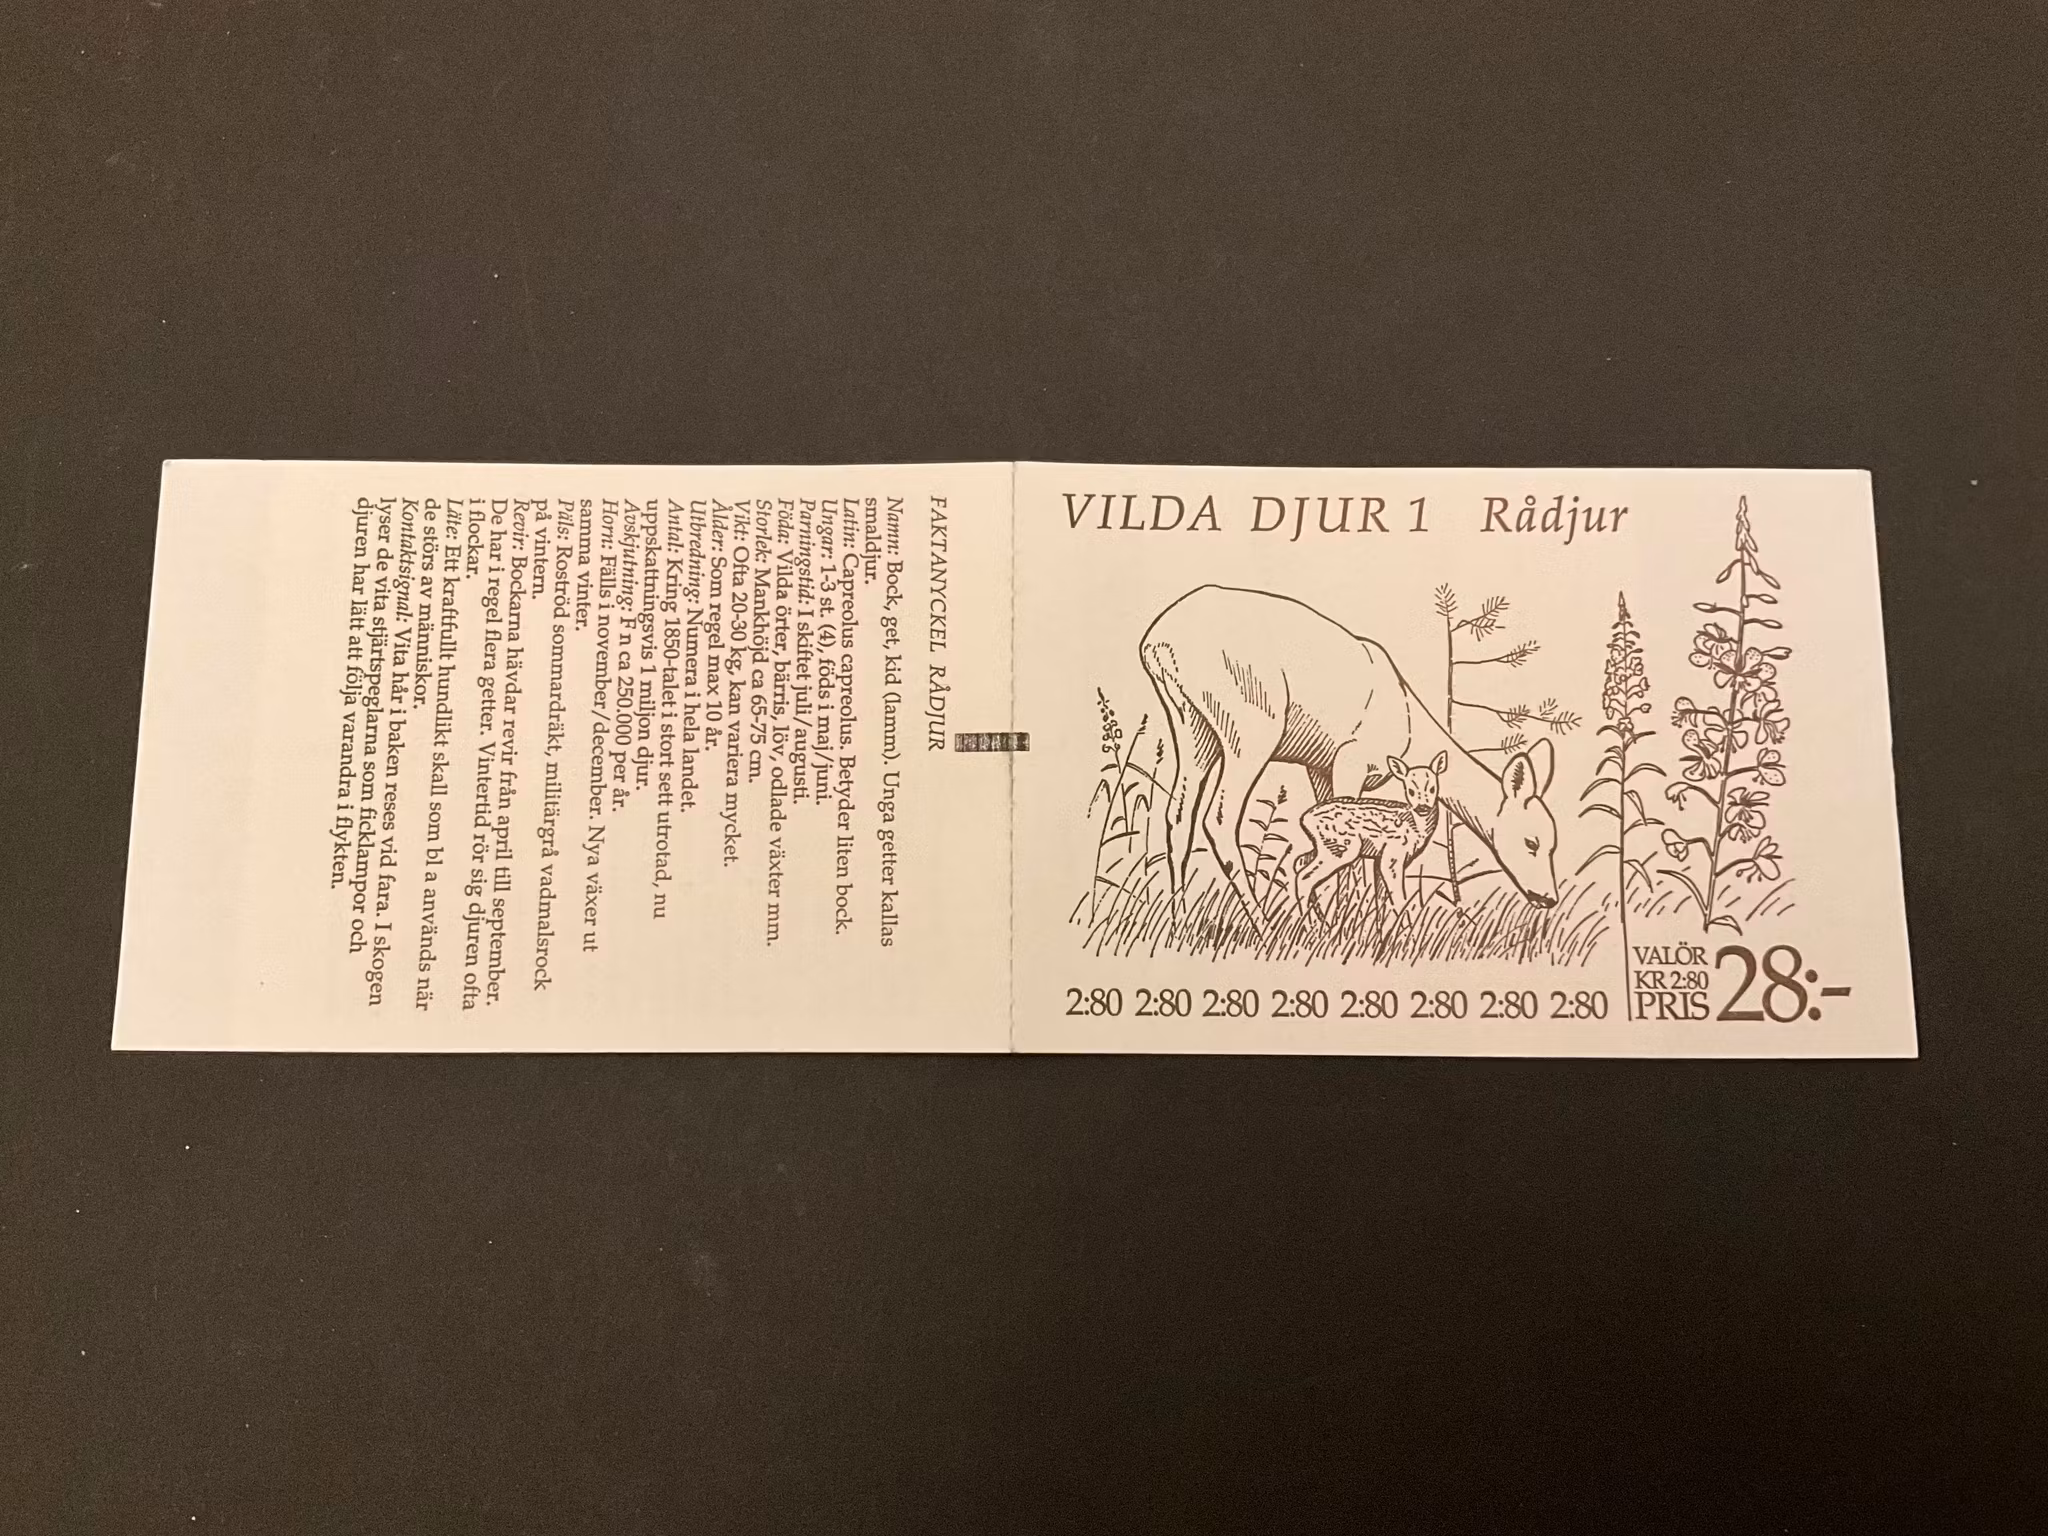 VILDA DJUR 1 Rådjur
2:80 2:80 2:80 2:80 2:80 2:80 2:80 2:80
VALÖR
KR 2:80
PRIS 28:-
FAKTANYCKEL RÅDJUR
Namn: Bock, get, kid (lamm). Unga getter kallas
smaldjur.
Latin: Capreolus capreolus. Betyder liten bock.
Ungar: 1-3 st. (4), föds i maj/juni.
Parningstid: I skiftet juli/augusti.
Föda: Vilda örter, bärris, löv, odlade växter mm.
Storlek: Mankhöjd ca 65-75 cm.
Vikt: Ofta 20-30 kg, kan variera mycket.
Ålder: Som regel max 10 år.
Utbredning: Numera i hela landet.
Antal: Kring 1850-talet i stort sett utrotad, nu
uppskattningsvis 1 miljon djur.
Avskjutning: F n ca 250.000 per år.
Horn: Fälls i november/december. Nya växer ut
samma vinter.
Päls: Roströd sommardräkt, militärgrå vadmalsrock
på vintern.
Revir: Bockarna hävdar revir från april till september.
De har i regel flera getter. Vintertid rör sig djuren ofta
i flockar.
Läte: Ett kraftfullt hundlikt skall som bl a används när
de störs av människor.
Kontaktsignal: Vita hår i baken reses vid fara. I skogen
lyser de vita stjärtspeglarna som ficklampor och
djuren har lätt att följa varandra i flykten.